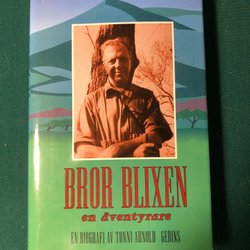 BROR BLIXEN
en äventyrare
EN BIOGRAFI AV TONNI ARNOLD GEDINS